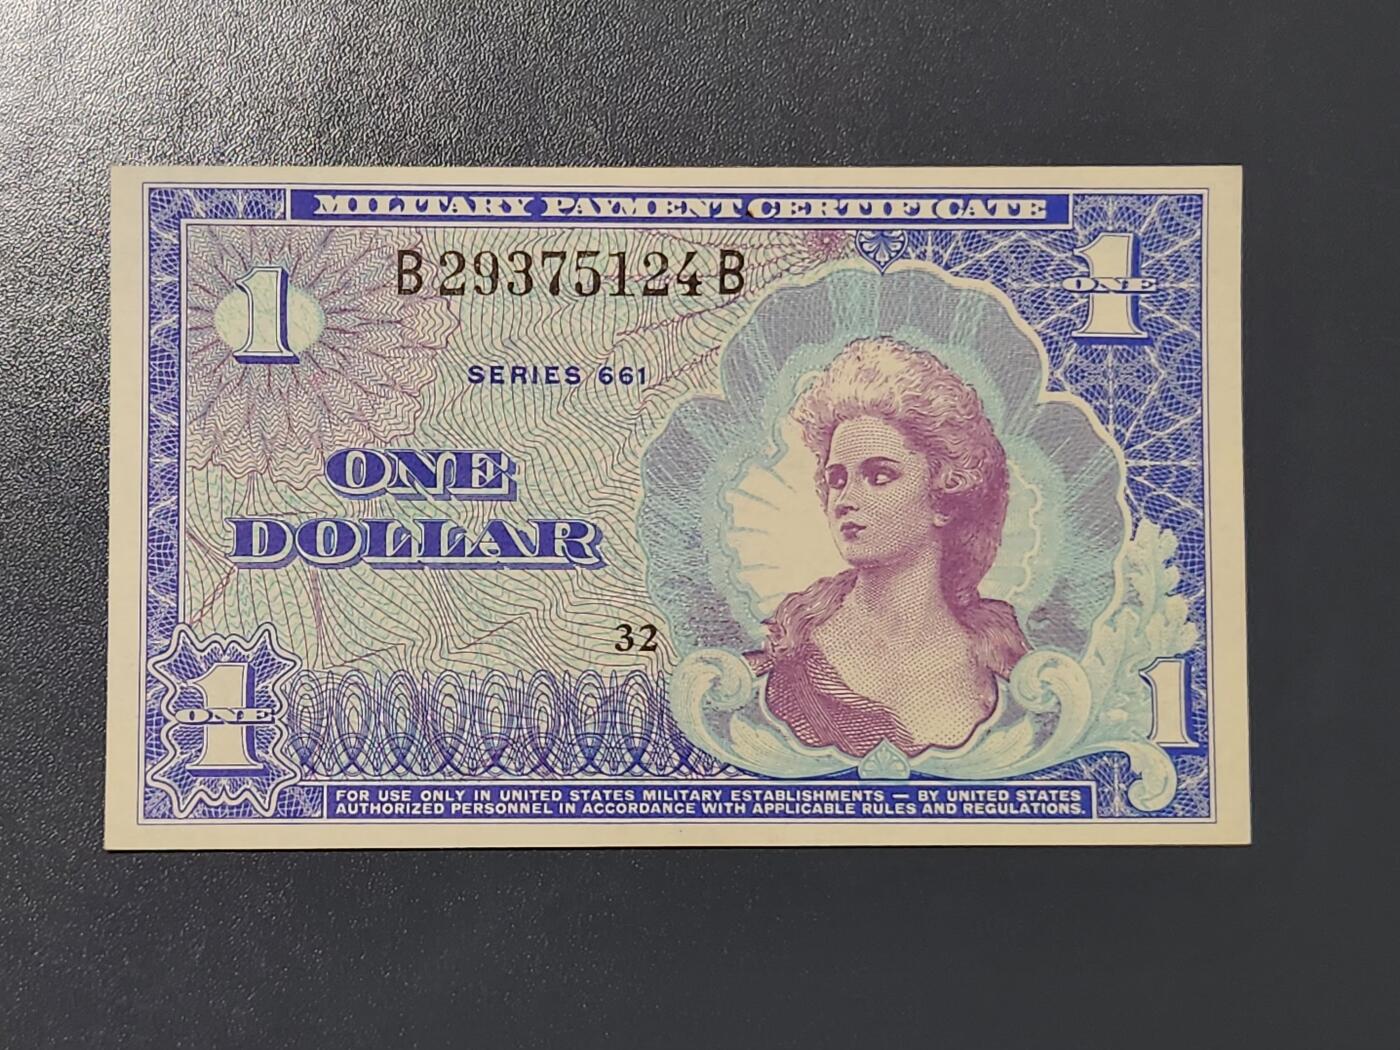 MILITARY PAYMENT CERTIFICATE
1
B29375124B
1
ONE
SERIES 661
ONE
DOLLAR
32
1
ONE
1
FOR USE ONLY IN UNITED STATES MILITARY ESTABLISHMENTS — BY UNITED STATES
AUTHORIZED PERSONNEL IN ACCORDANCE WITH APPLICABLE RULES AND REGULATIONS.